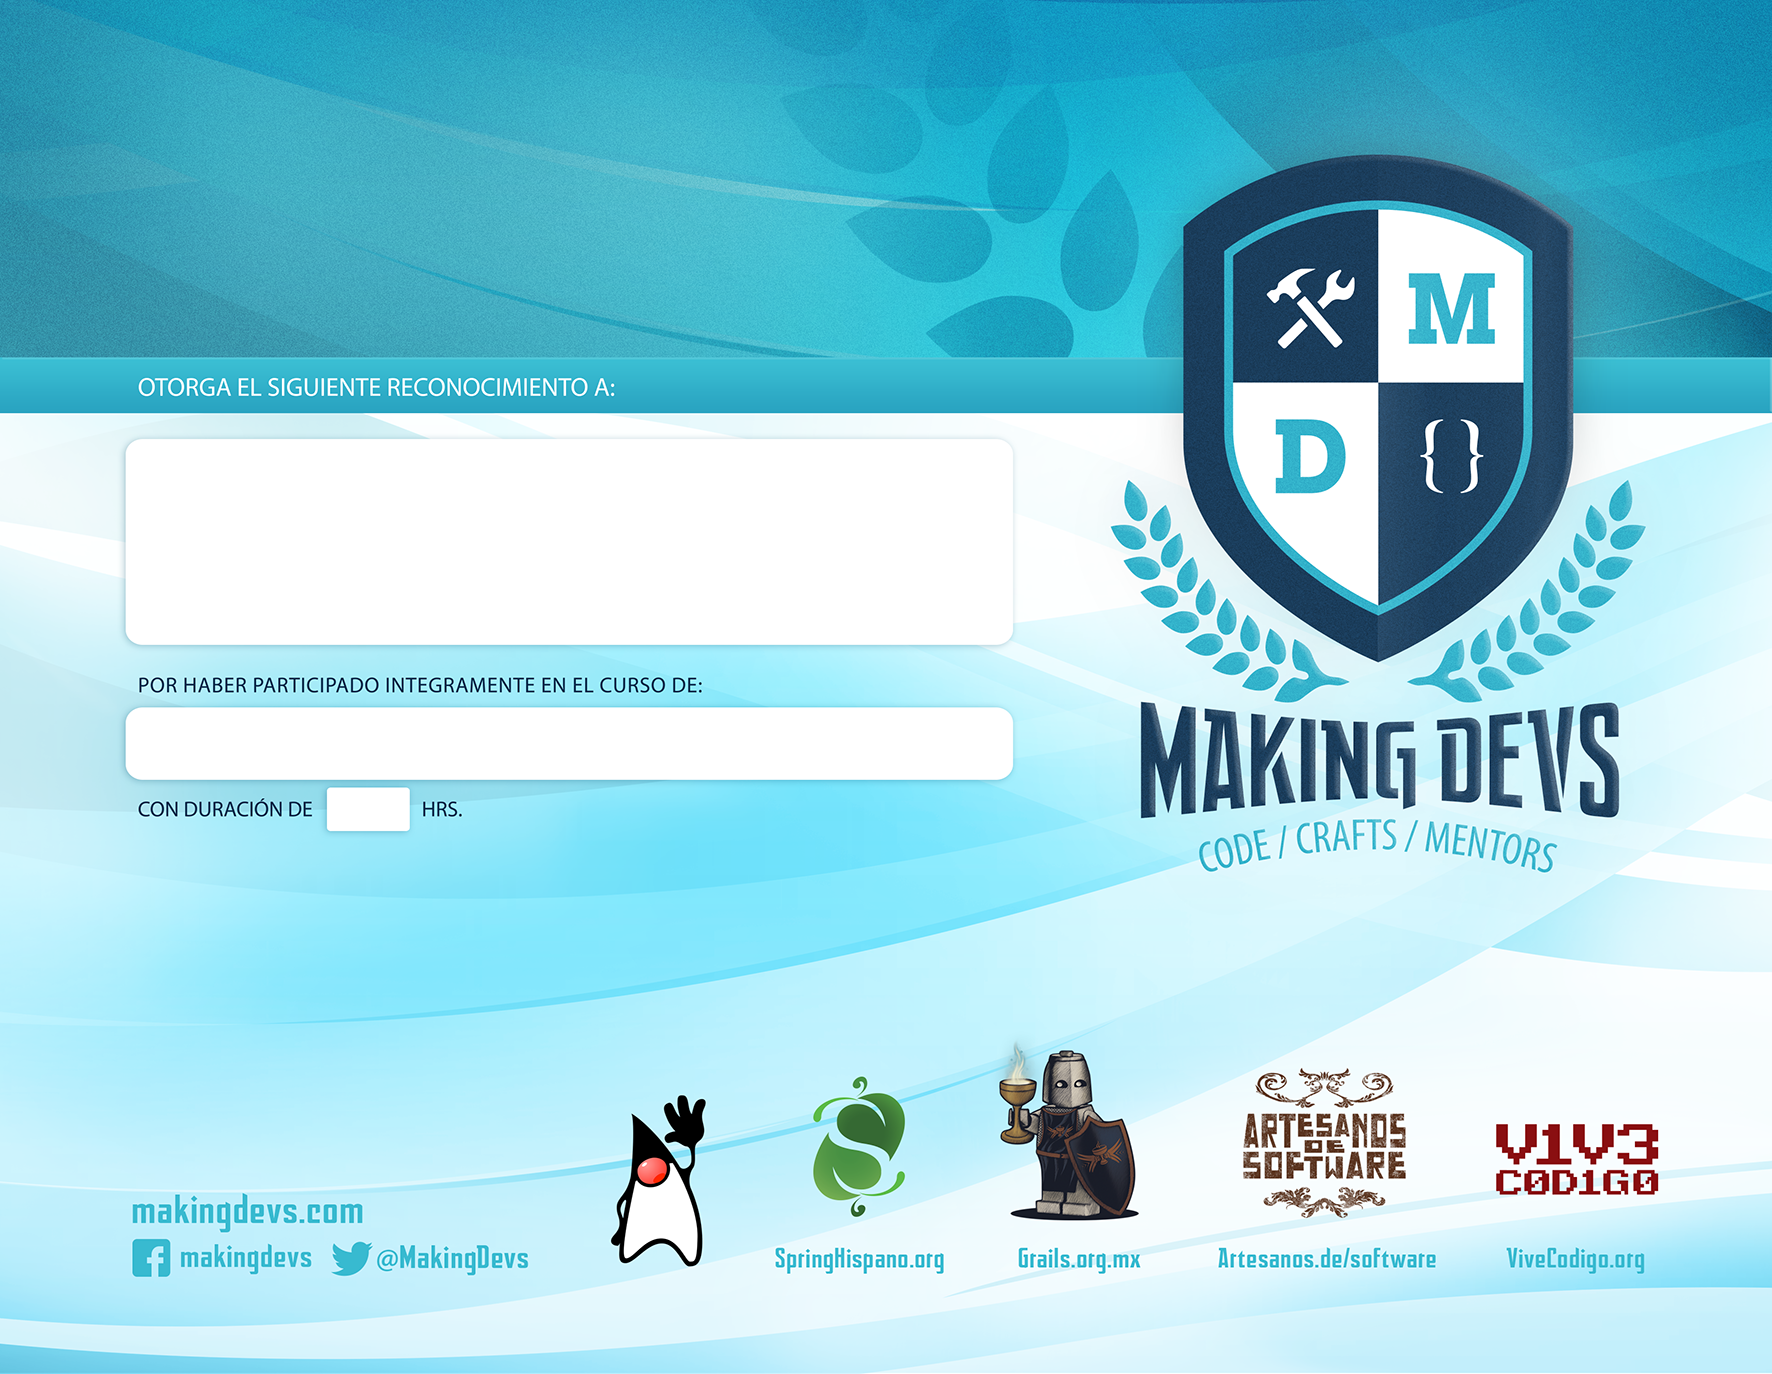 OTORGA EL SIGUIENTE RECONOCIMIENTO A:
M
D {}
POR HABER PARTICIPADO INTEGRAMENTE EN EL CURSO DE:
CON DURACIÓN DE HRS.
MAKING DEVS
CODE / CRAFTS / MENTORS
ARTESANOS
DE
SOFTWARE
V1V3
C0D1G0
makingdevs.com
makingdevs @MakingDevs
SpringHispano.org
Grails.org.mx
Artesanos.de/software
ViveCodigo.org